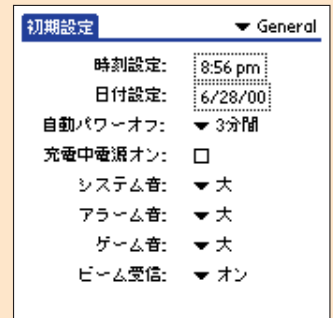 初期設定 General
時刻設定: 8:56 pm
日付設定: 6/28/00
自動パワーオフ: 3分間
充電中電源オン:
システム音: 大
アラーム音: 大
ゲーム音: 大
ビーム受信: オン